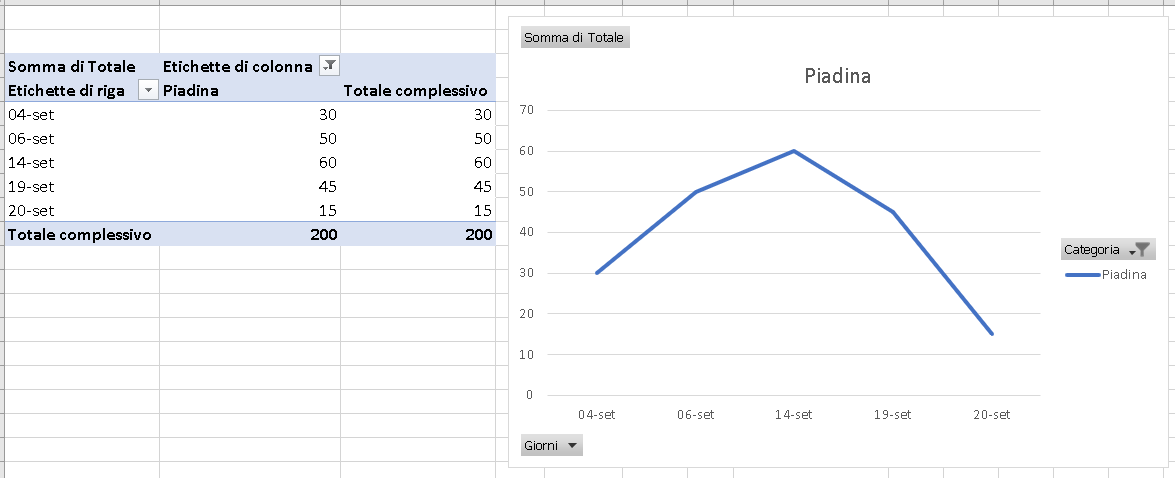 Somma di Totale Etichette di colonna
Etichette di riga Piadina Totale complessivo
04-set 30 30
06-set 50 50
14-set 60 60
19-set 45 45
20-set 15 15
Totale complessivo 200 200
Somma di Totale
Piadina
70
60
50
40
30
20
10
0
04-set 06-set 14-set 19-set 20-set
Categoria
Piadina
Giorni